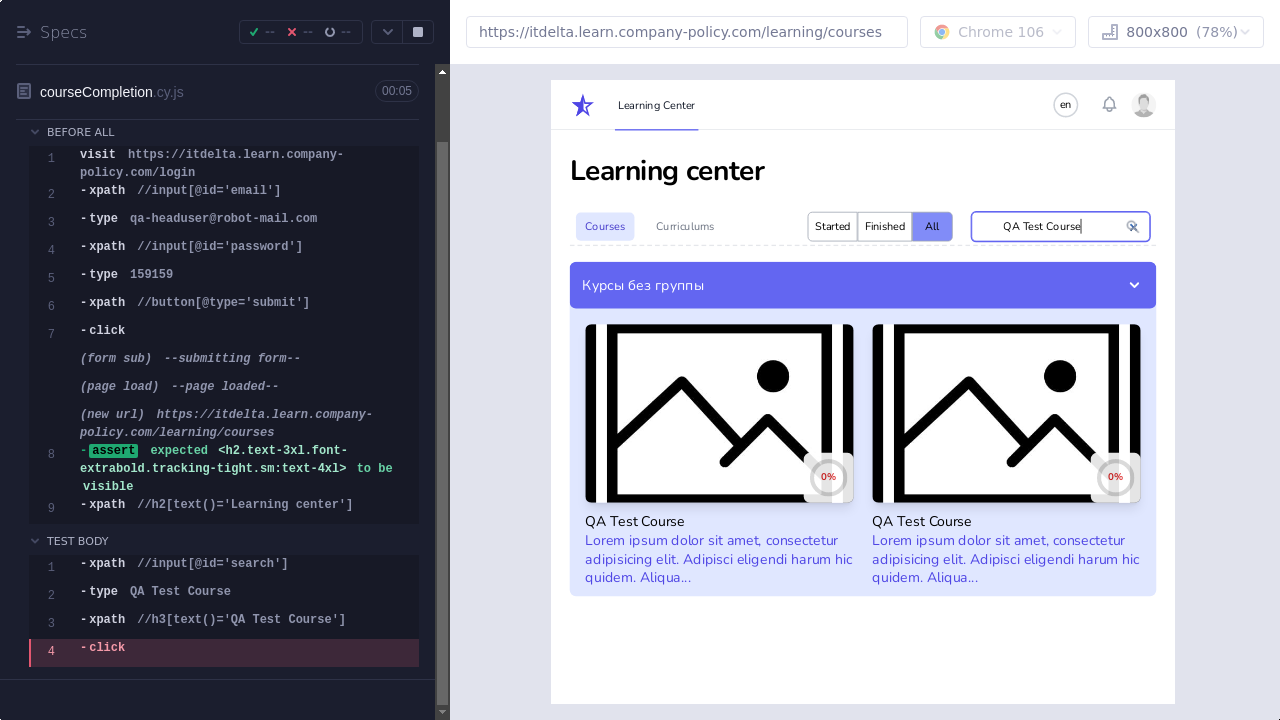 Specs
--
--
--
https://itdelta.learn.company-policy.com/learning/courses
Chrome 106
800x800 (78%)
courseCompletion.cy.js
00:05
BEFORE ALL
1 visit https://itdelta.learn.company-
policy.com/login
2 -xpath //input[@id='email']
3 -type qa-headuser@robot-mail.com
4 -xpath //input[@id='password']
5 -type 159159
6 -xpath //button[@type='submit']
7 -click
(form sub) --submitting form--
(page load) --page loaded--
(new url) https://itdelta.learn.company-
policy.com/learning/courses
8 -assert expected <h2.text-3xl.font-
extrabold.tracking-tight.sm:text-4xl> to be
visible
9 -xpath //h2[text()='Learning center']
TEST BODY
1 -xpath //input[@id='search']
2 -type QA Test Course
3 -xpath //h3[text()='QA Test Course']
4 -click
Learning Center
en
Learning center
Courses
Curriculums
Started
Finished
All
QA Test Course
Курсы без группы
0%
0%
QA Test Course
Lorem ipsum dolor sit amet, consectetur
adipisicing elit. Adipisci eligendi harum hic
quidem. Aliqua...
QA Test Course
Lorem ipsum dolor sit amet, consectetur
adipisicing elit. Adipisci eligendi harum hic
quidem. Aliqua...